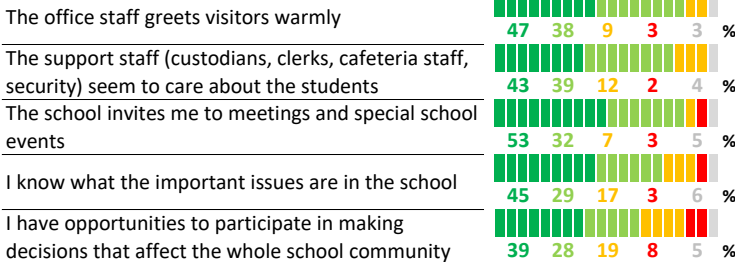 The office staff greets visitors warmly
47 38 9 3 3 %
The support staff (custodians, clerks, cafeteria staff,
security) seem to care about the students
43 39 12 2 4 %
The school invites me to meetings and special school
events
53 32 7 3 5 %
I know what the important issues are in the school
45 29 17 3 6 %
I have opportunities to participate in making
decisions that affect the whole school community
39 28 19 8 5 %